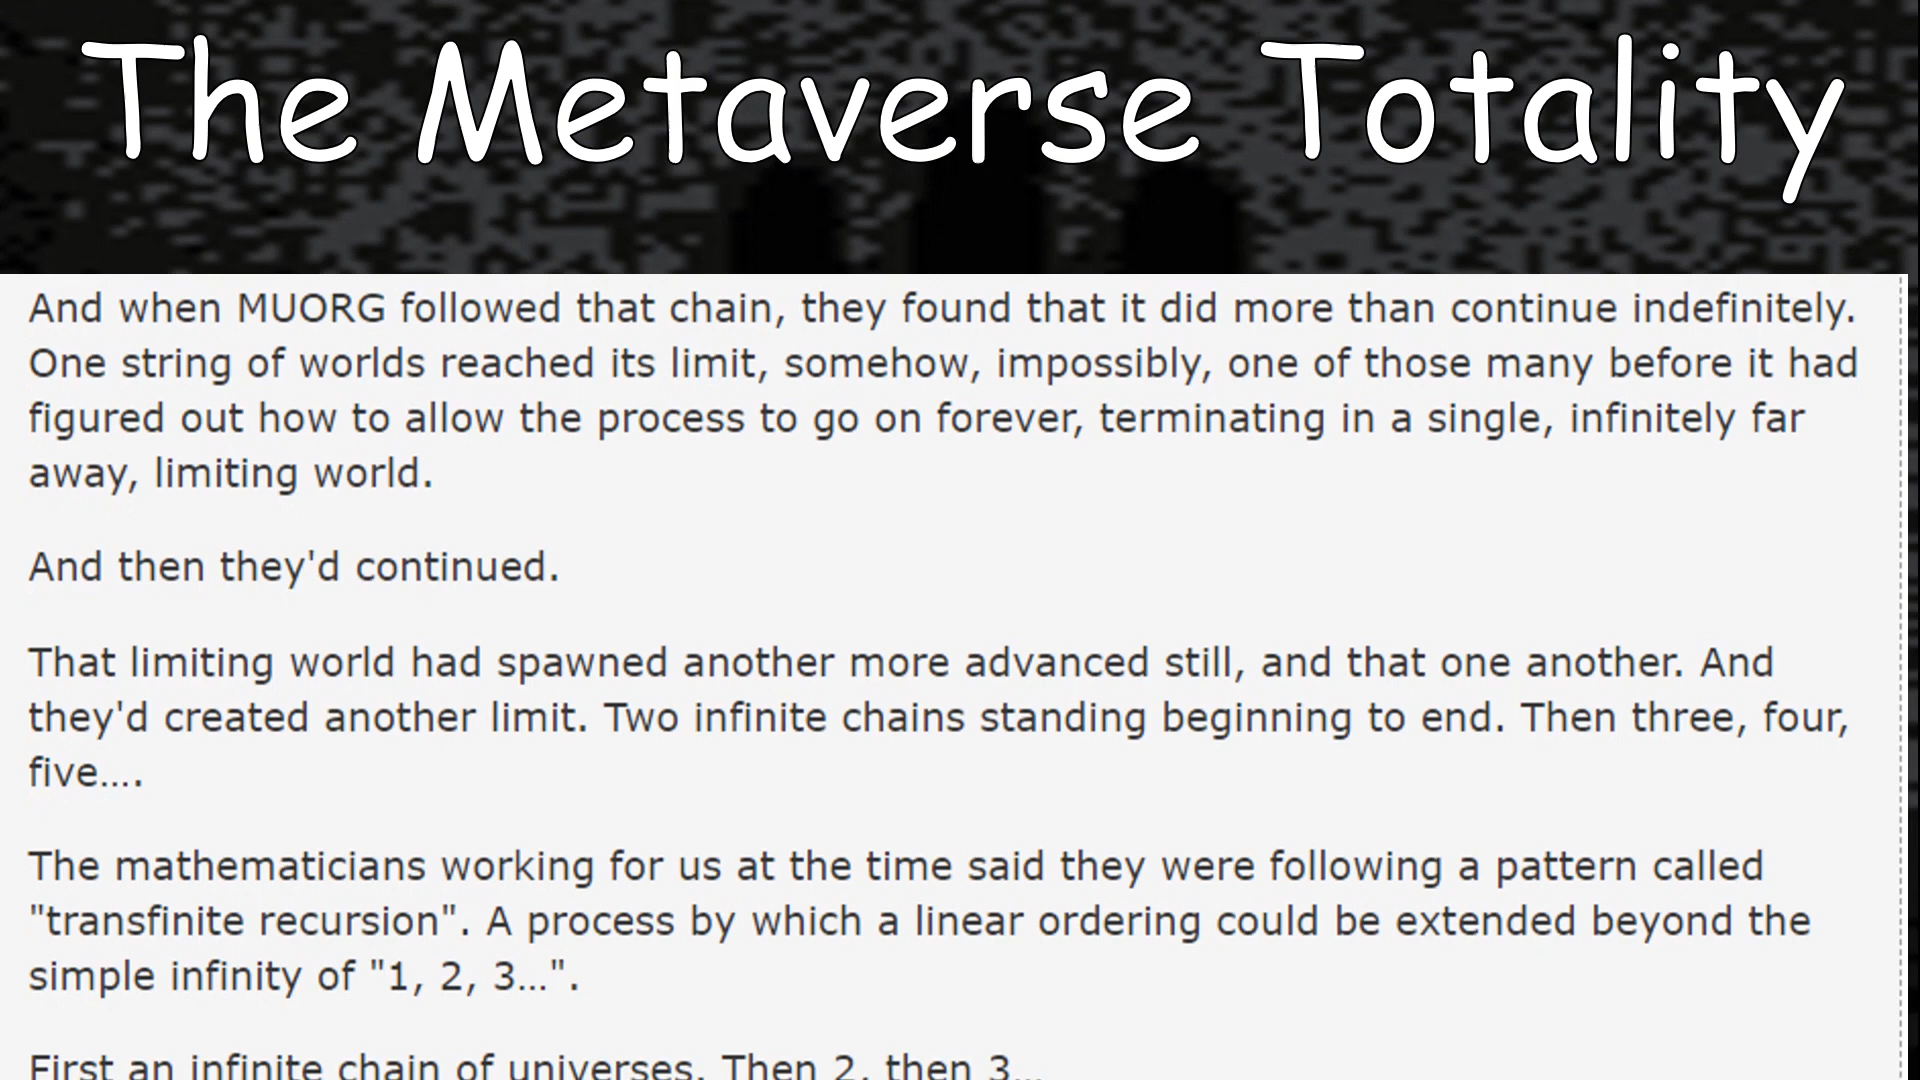 The Metaverse Totality
And when MUORG followed that chain, they found that it did more than continue indefinitely.
One string of worlds reached its limit, somehow, impossibly, one of those many before it had
figured out how to allow the process to go on forever, terminating in a single, infinitely far
away, limiting world.
And then they'd continued.
That limiting world had spawned another more advanced still, and that one another. And
they'd created another limit. Two infinite chains standing beginning to end. Then three, four,
five....
The mathematicians working for us at the time said they were following a pattern called
"transfinite recursion". A process by which a linear ordering could be extended beyond the
simple infinity of "1, 2, 3...".
First an infinite chain of universes. Then 2, then 3...